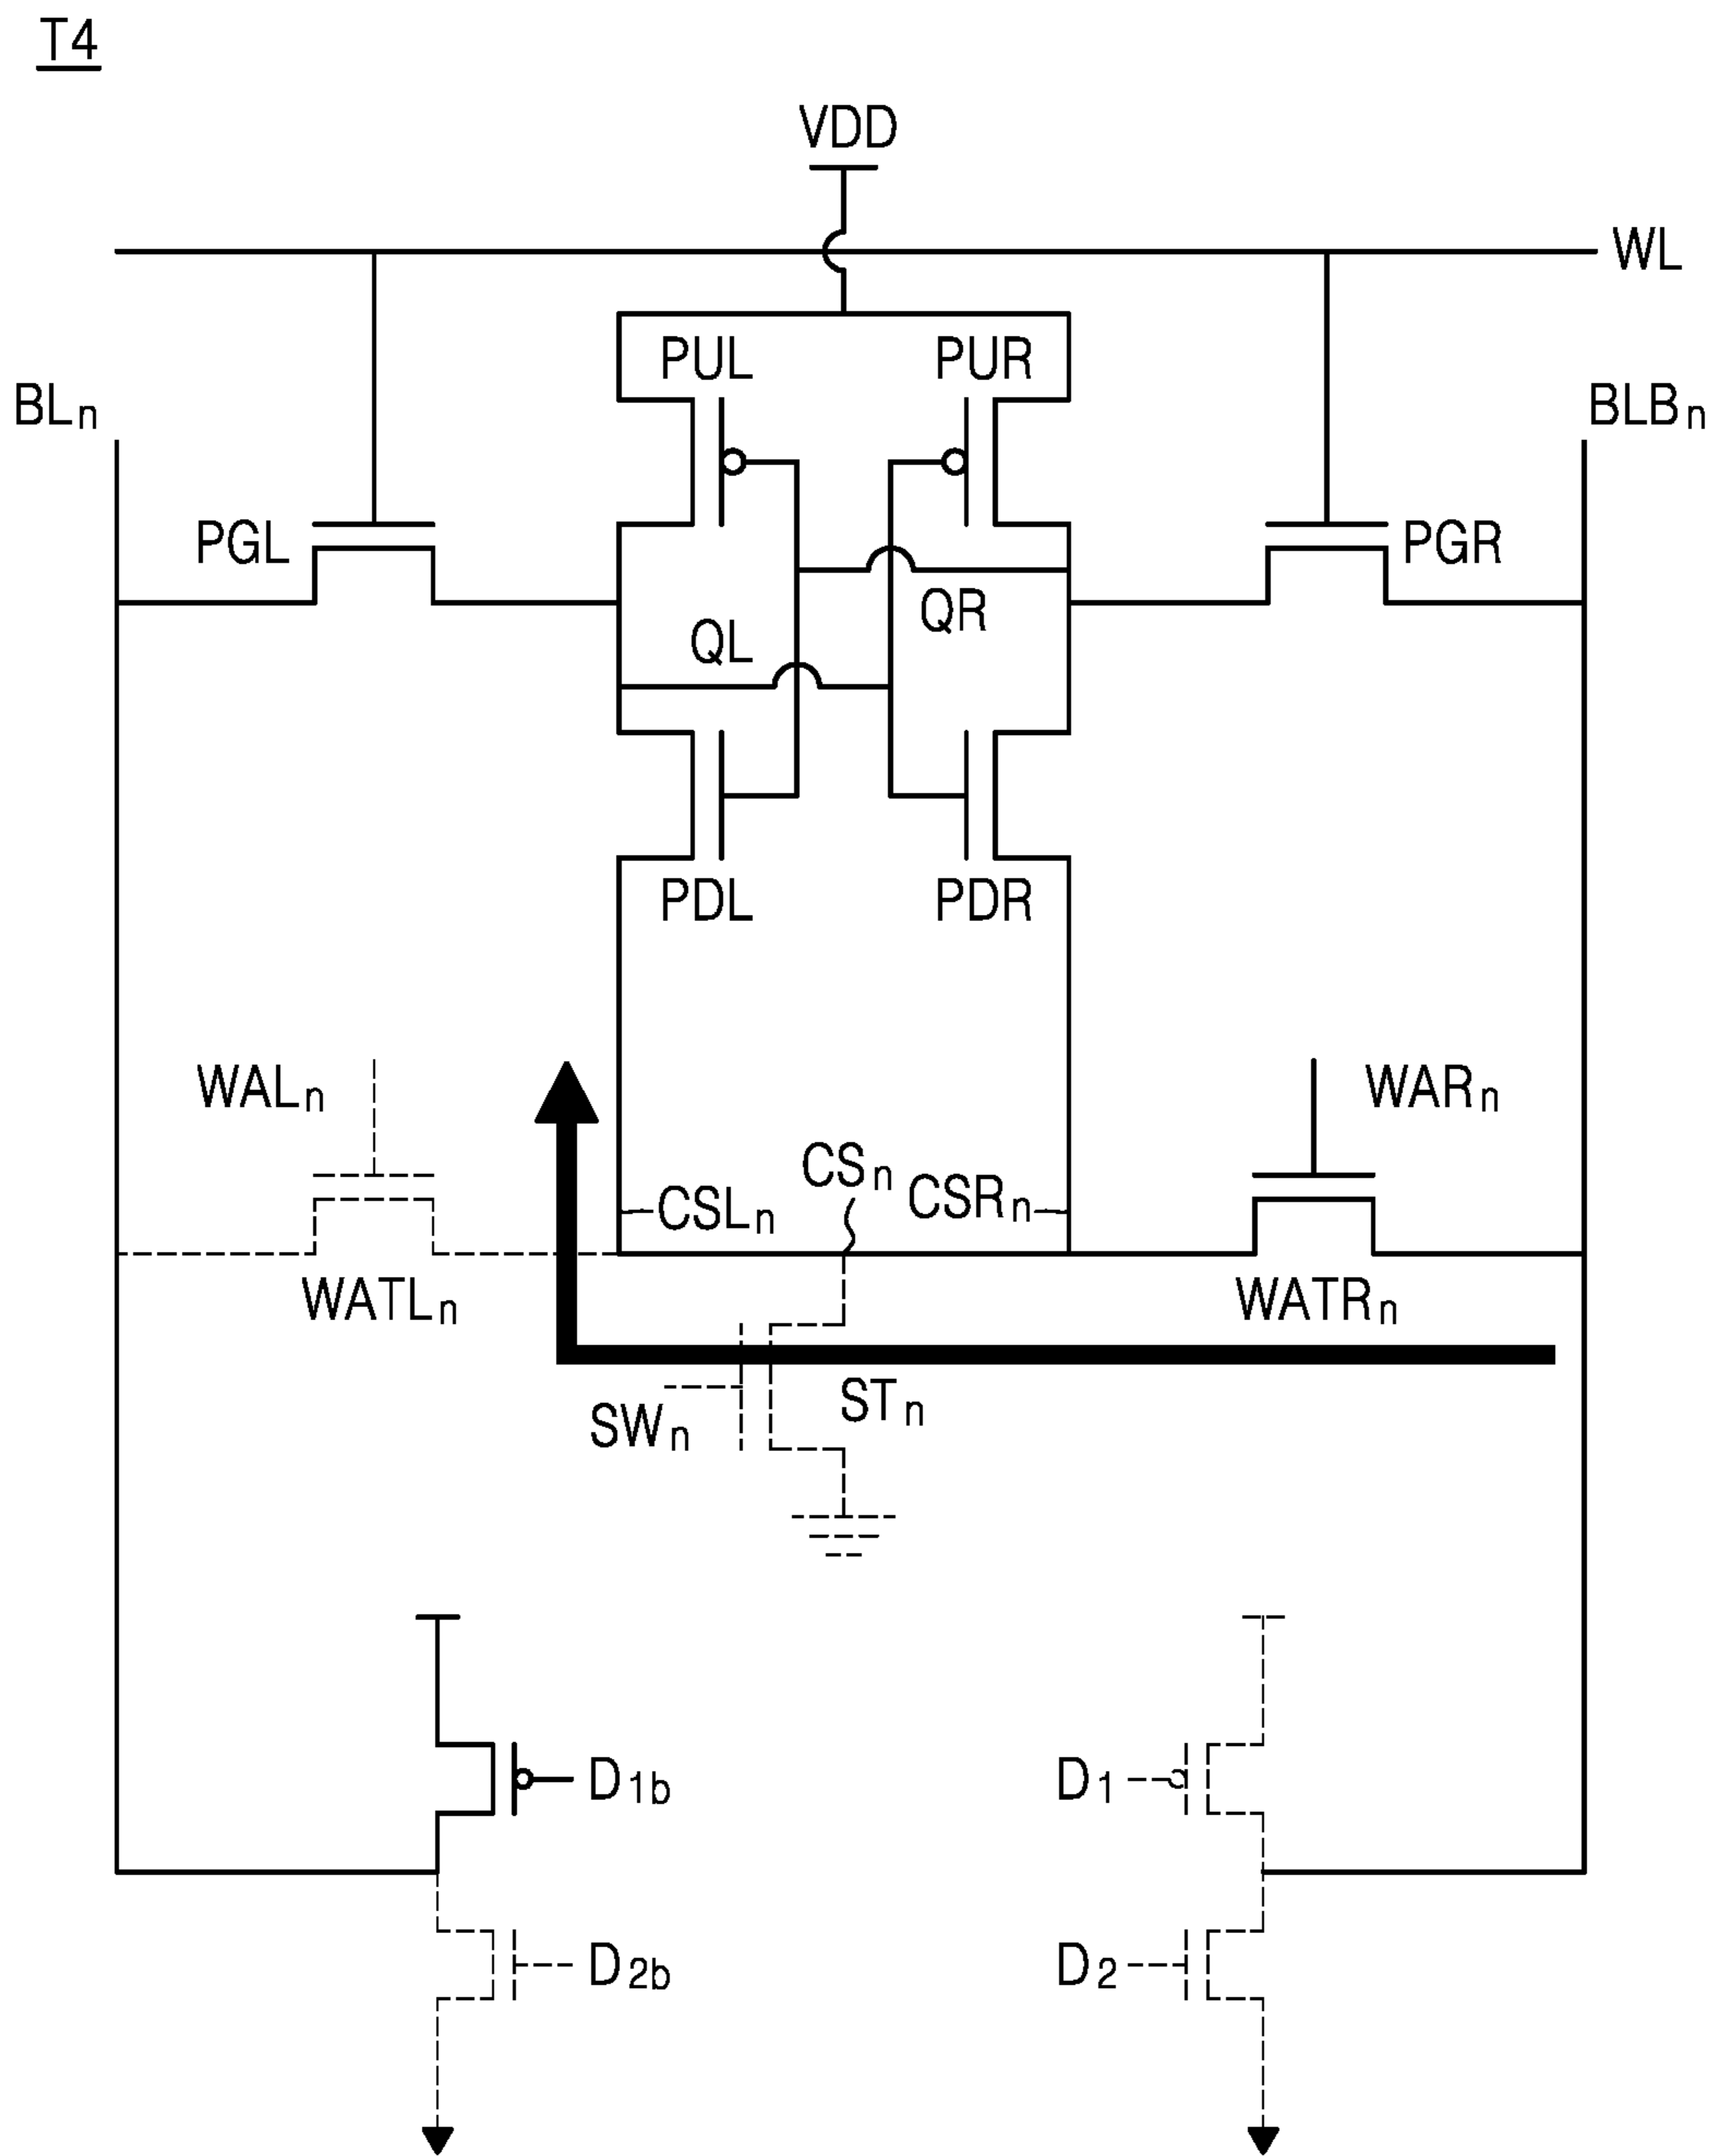 T4
VDD
WL
PUL PUR
BLn BLBn
PGL PGR
QR
QL
PDL PDR
WALn WARn
CSn
CSLn CSRn
WATLn WATRn
STn
SWn
D1b D1
D2b D2